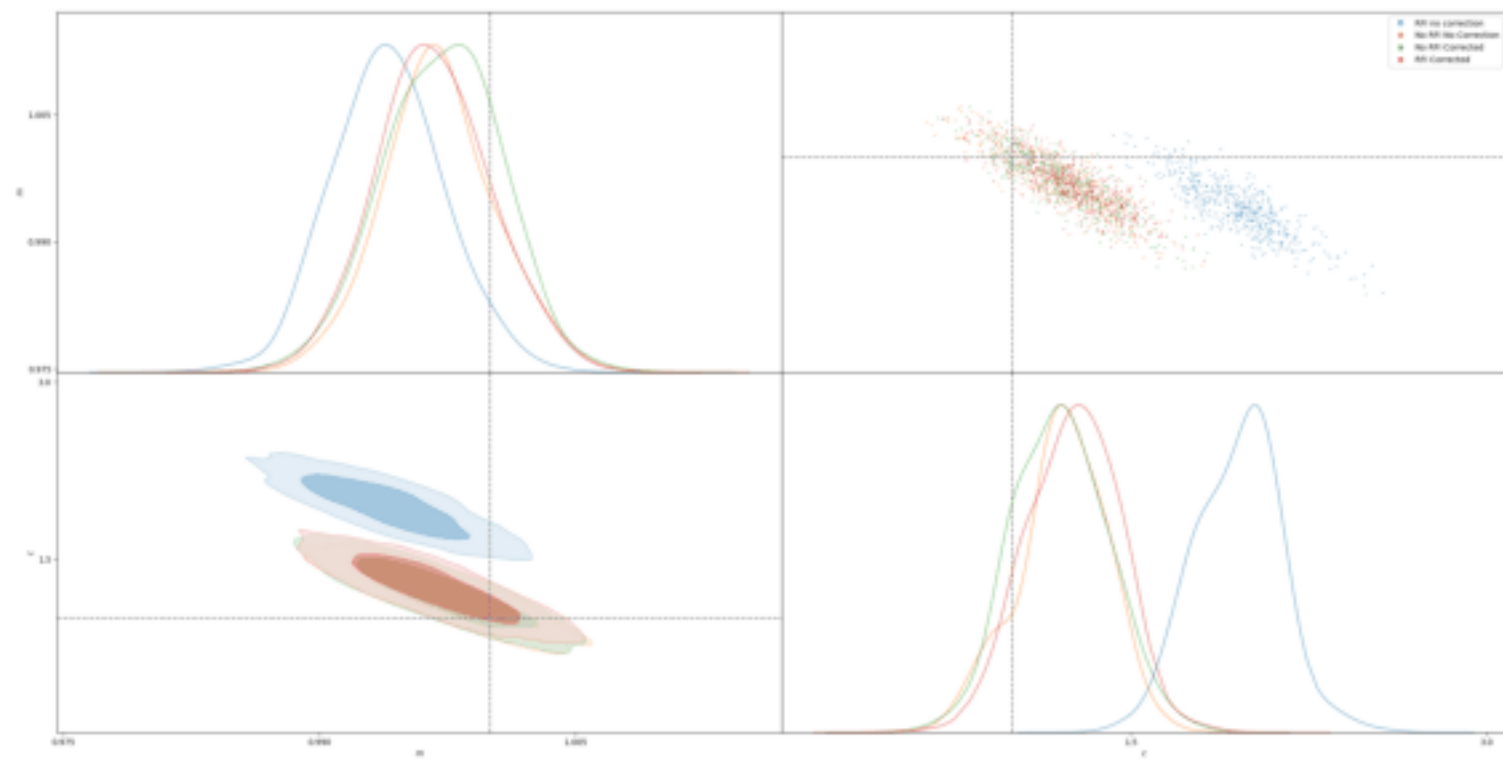 RFI no correction
No RFI No Correction
No RFI Corrected
RFI Corrected
1.005
m
0.990
0.975
3.0
c
1.5
0.975
0.990
1.005
m
1.5
3.0
c